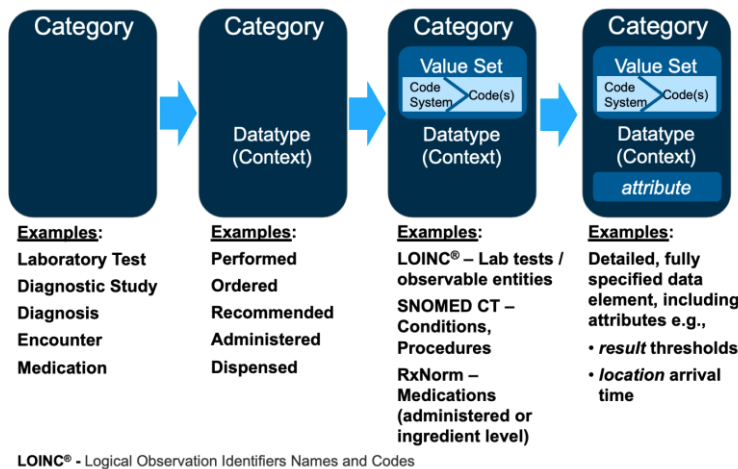 Category
Category
Category
Category
Value Set
Code
System
Code(s)
Value Set
Code
System
Code(s)
Datatype
(Context)
Datatype
(Context)
Datatype
(Context)
attribute
Examples:
Laboratory Test
Diagnostic Study
Diagnosis
Encounter
Medication
Examples:
Performed
Ordered
Recommended
Administered
Dispensed
Examples:
LOINC® – Lab tests /
observable entities
SNOMED CT –
Conditions,
Procedures
RxNorm –
Medications
(administered or
ingredient level)
Examples:
Detailed, fully
specified data
element, including
attributes e.g.,
• result thresholds
• location arrival
time
LOINC® - Logical Observation Identifiers Names and Codes